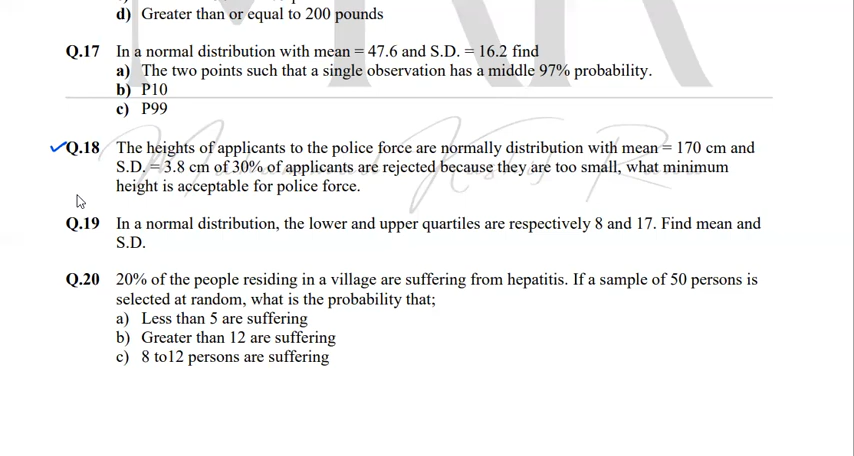 d) Greater than or equal to 200 pounds
Q.17 In a normal distribution with mean = 47.6 and S.D. = 16.2 find
a) The two points such that a single observation has a middle 97% probability.
b) P10
c) P99
Q.18 The heights of applicants to the police force are normally distribution with mean = 170 cm and
S.D. = 3.8 cm of 30% of applicants are rejected because they are too small, what minimum
height is acceptable for police force.
Q.19 In a normal distribution, the lower and upper quartiles are respectively 8 and 17. Find mean and
S.D.
Q.20 20% of the people residing in a village are suffering from hepatitis. If a sample of 50 persons is
selected at random, what is the probability that;
a) Less than 5 are suffering
b) Greater than 12 are suffering
c) 8 to12 persons are suffering